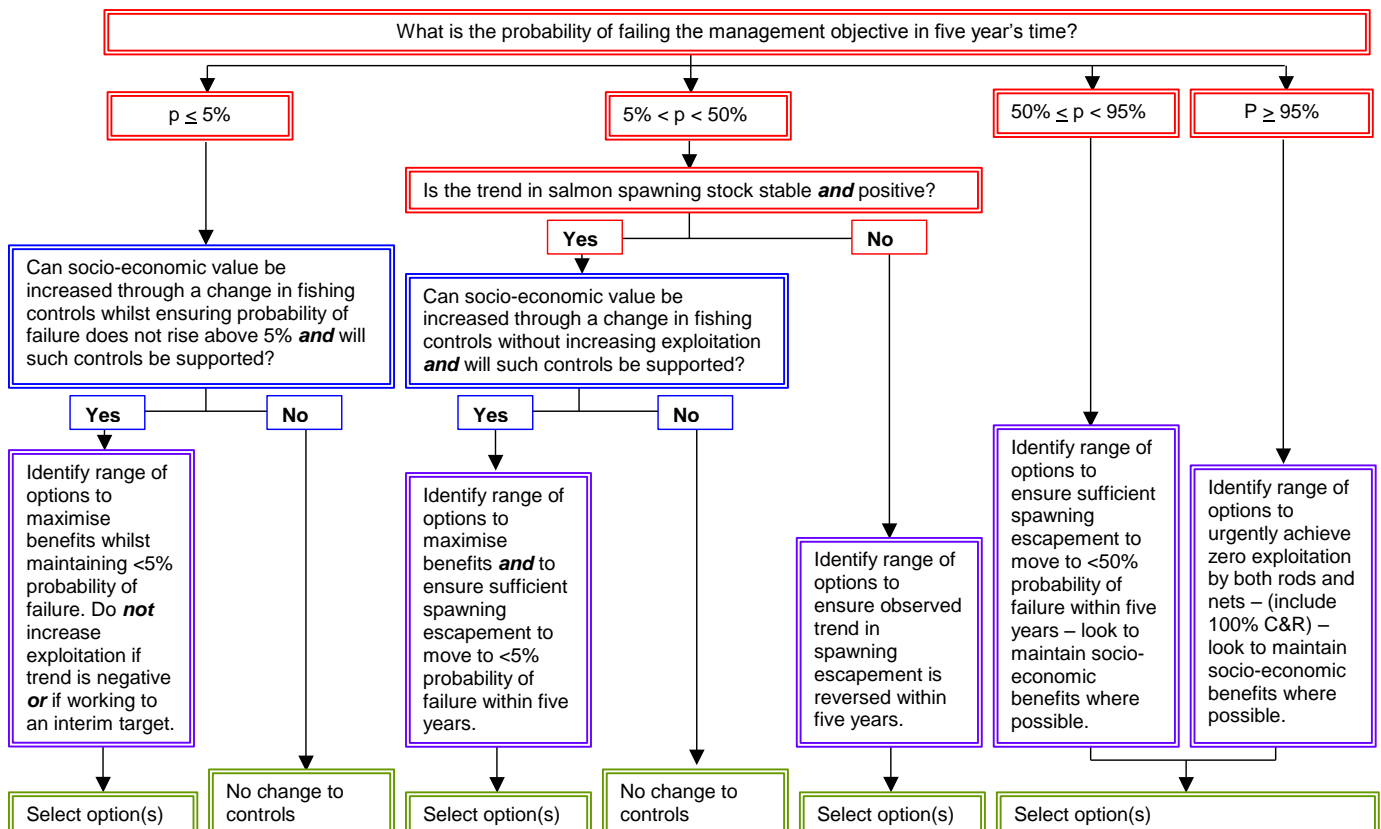 What is the probability of failing the management objective in five year's time?
p ≤ 5%
5% < p < 50%
50% ≤ p < 95%
P ≥ 95%
Is the trend in salmon spawning stock stable and positive?
Yes
No
Can socio-economic value be
increased through a change in fishing
controls whilst ensuring probability of
failure does not rise above 5% and will
such controls be supported?
Can socio-economic value be
increased through a change in fishing
controls without increasing exploitation
and will such controls be supported?
Yes
No
Yes
No
Identify range of
options to
maximise
benefits whilst
maintaining <5%
probability of
failure. Do not
increase
exploitation if
trend is negative
or if working to
an interim target.
Identify range of
options to
maximise
benefits and to
ensure sufficient
spawning
escapement to
move to <5%
probability of
failure within five
years.
Identify range of
options to
ensure observed
trend in
spawning
escapement is
reversed within
five years.
Identify range of
options to
ensure sufficient
spawning
escapement to
move to <50%
probability of
failure within five
years – look to
maintain socio-
economic
benefits where
possible.
Identify range of
options to
urgently achieve
zero exploitation
by both rods and
nets – (include
100% C&R) –
look to maintain
socio-economic
benefits where
possible.
Select option(s)
No change to
controls
Select option(s)
No change to
controls
Select option(s)
Select option(s)